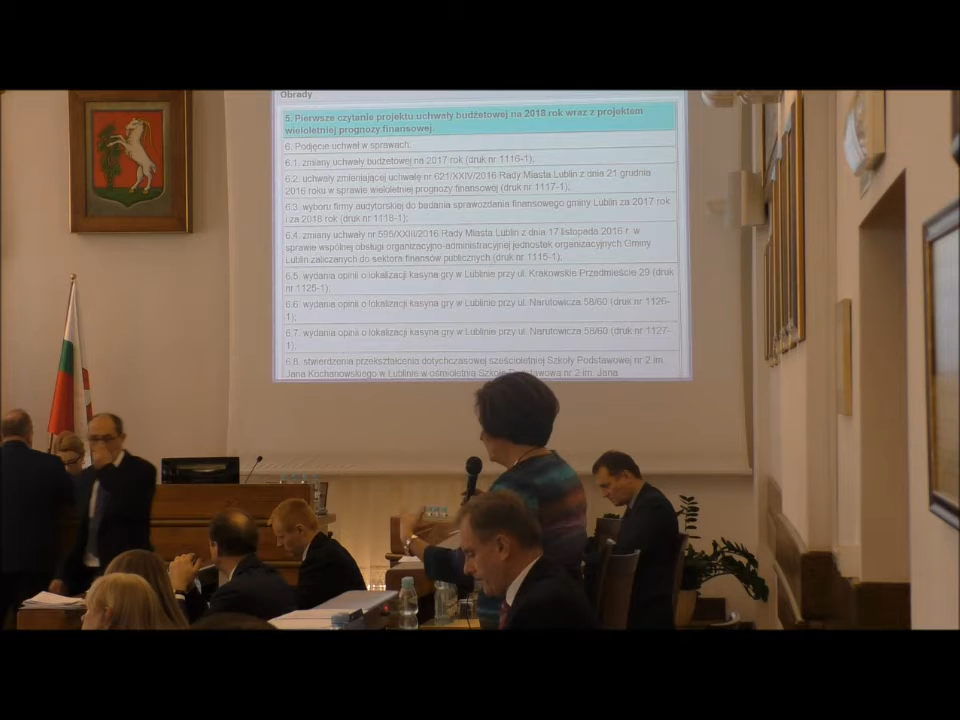 Obrady
5. Pierwsze czytanie projektu uchwały budżetowej na 2018 rok wraz z projektem
wieloletniej prognozy finansowej.
6. Podjęcie uchwał w sprawach:
6.1. zmiany uchwały budżetowej na 2017 rok (druk nr 1116-1);
6.2. uchwały zmieniającej uchwałę nr 621/XXIV/2016 Rady Miasta Lublin z dnia 21 grudnia
2016 roku w sprawie wieloletniej prognozy finansowej (druk nr 1117-1);
6.3. wyboru firmy audytorskiej do badania sprawozdania finansowego gminy Lublin za 2017 rok
i za 2018 rok (druk nr 1118-1);
6.4. zmiany uchwały nr 595/XXIII/2016 Rady Miasta Lublin z dnia 17 listopada 2016 r. w
sprawie wspólnej obsługi organizacyjno-administracyjnej jednostek organizacyjnych Gminy
Lublin zaliczanych do sektora finansów publicznych (druk nr 1115-1);
6.5. wydania opinii o lokalizacji kasyna gry w Lublinie przy ul. Krakowskie Przedmieście 29 (druk
nr 1125-1);
6.6. wydania opinii o lokalizacji kasyna gry w Lublinie przy ul. Narutowicza 58/60 (druk nr 1126-
1);
6.7. wydania opinii o lokalizacji kasyna gry w Lublinie przy ul. Narutowicza 58/60 (druk nr 1127-
1);
6.8. stwierdzenia przekształcenia dotychczasowej sześcioletniej Szkoły Podstawowej nr 2 im.
Jana Kochanowskiego w Lublinie w ośmioletnią Szkołę Podstawową nr 2 im. Jana